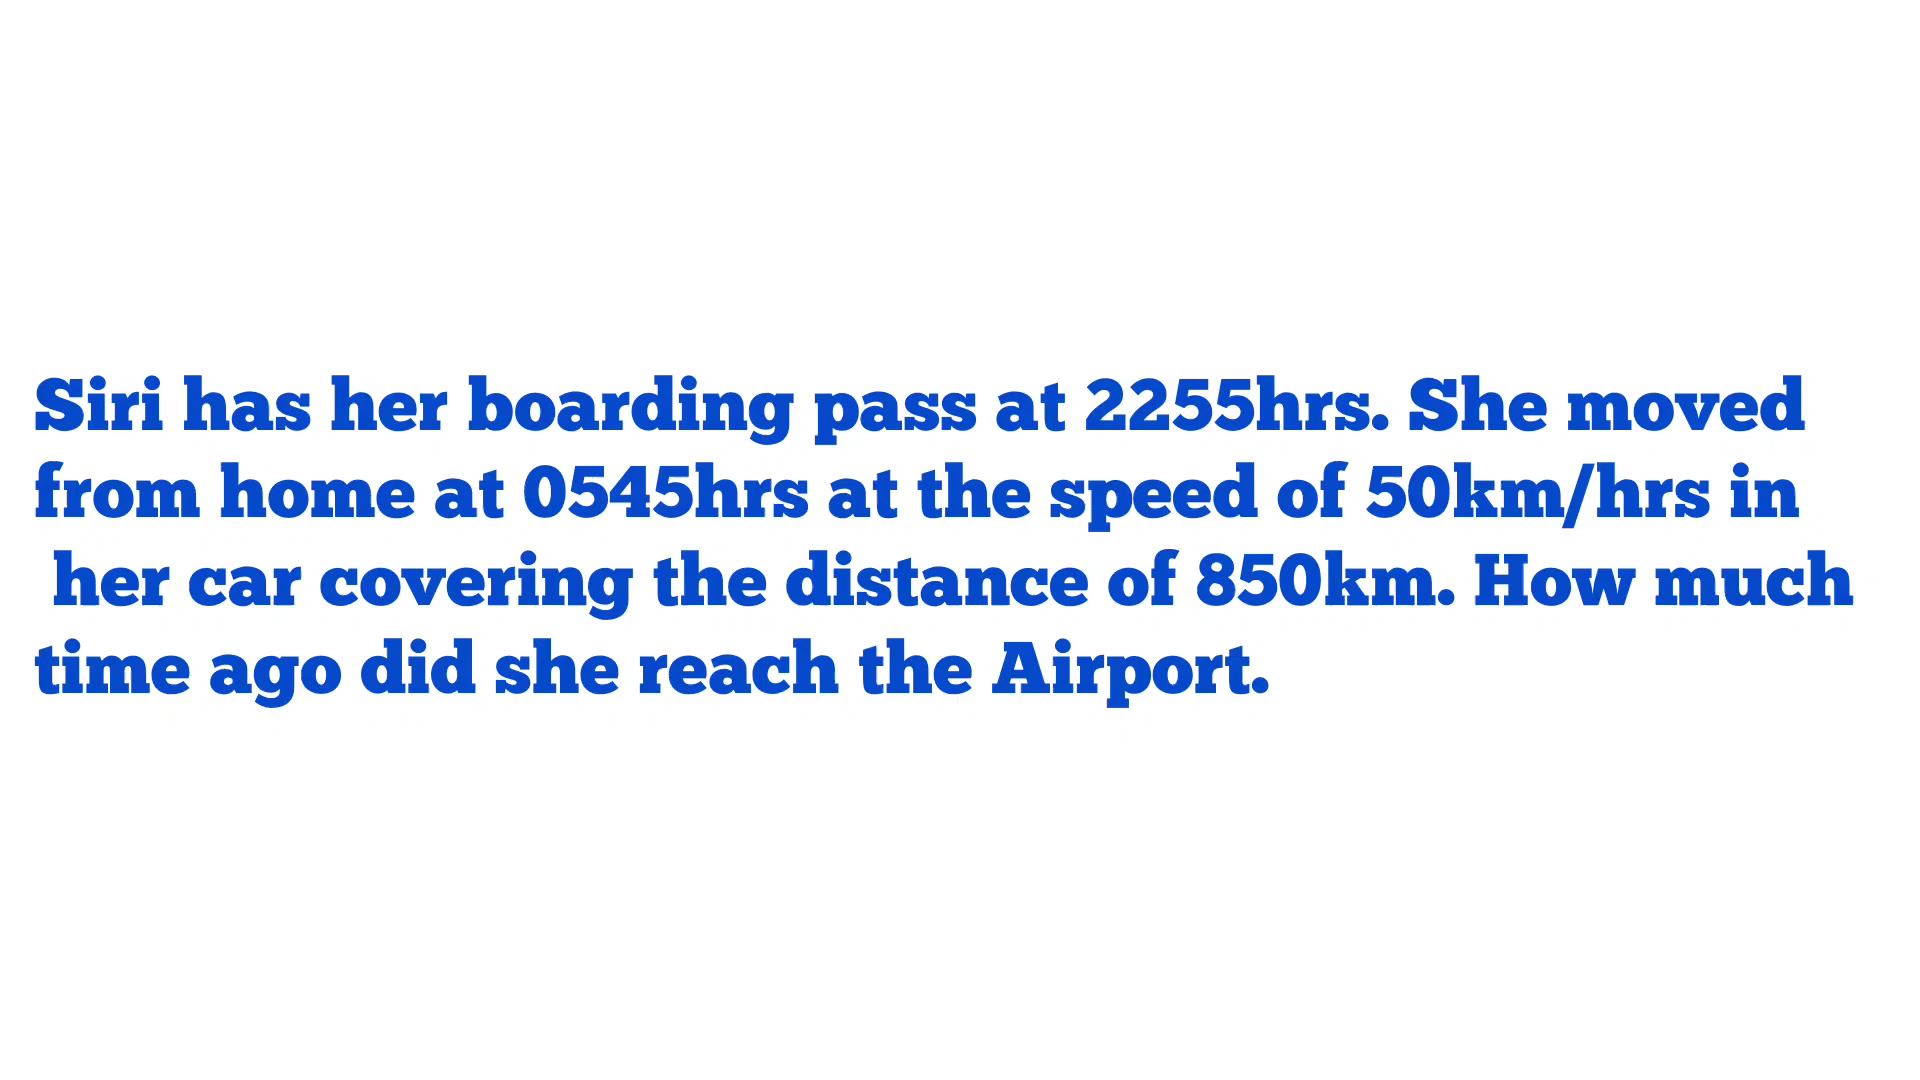 Siri has her boarding pass at 2255hrs. She moved
from home at 0545hrs at the speed of 50km/hrs in
her car covering the distance of 850km. How much
time ago did she reach the Airport.